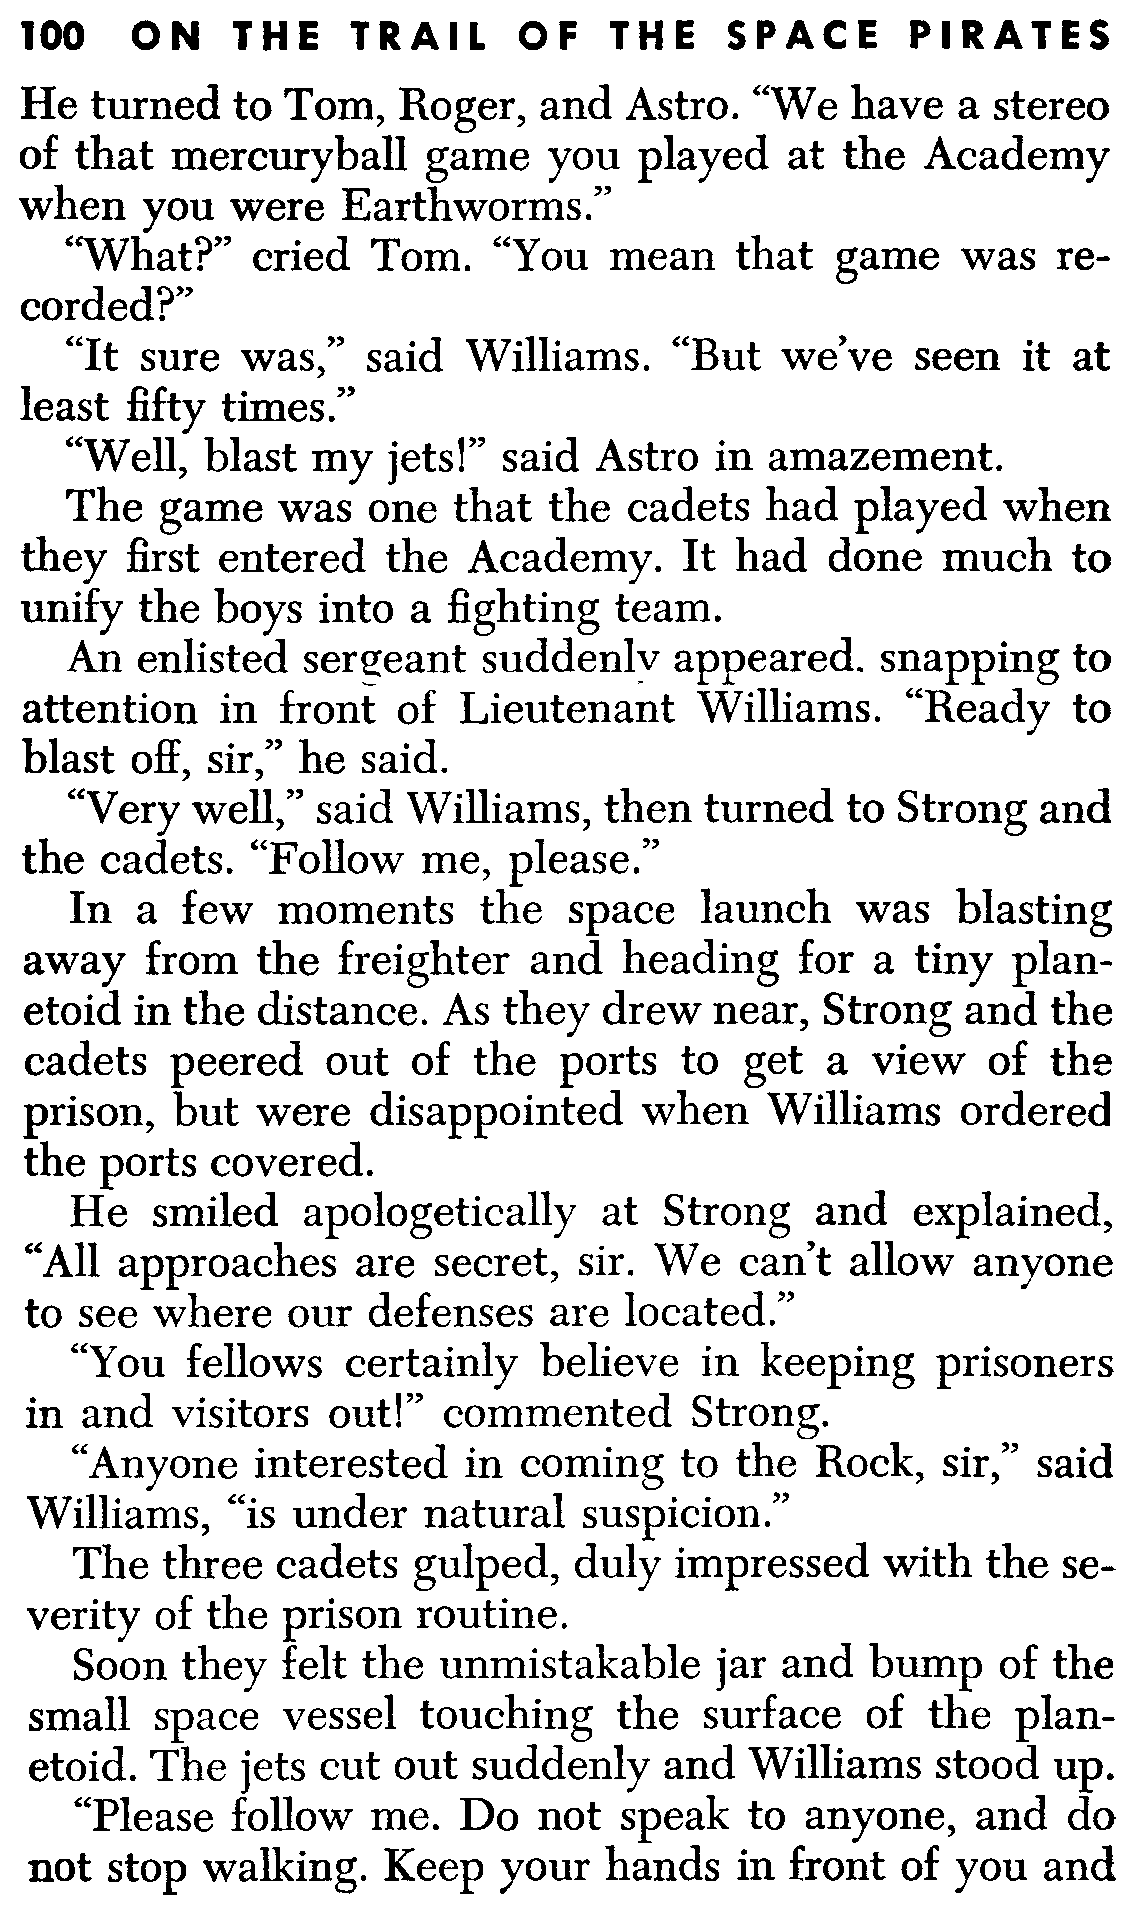 100 ON THE TRAIL OF THE SPACE PIRATES
He turned to Tom, Roger, and Astro. “We have a stereo
of that mercuryball game you played at the Academy
when you were Earthworms.”
“What?” cried Tom. “You mean that game was re-
corded?”
“It sure was,” said Williams. “But we’ve seen it at
least fifty times.”
“Well, blast my jets!” said Astro in amazement.
The game was one that the cadets had played when
they first entered the Academy. It had done much to
unify the boys into a fighting team.
An enlisted sergeant suddenly appeared. snapping to
attention in front of Lieutenant Williams. “Ready to
blast off, sir,” he said.
“Very well,” said Williams, then turned to Strong and
the cadets. “Follow me, please.”
In a few moments the space launch was blasting
away from the freighter and heading for a tiny plan-
etoid in the distance. As they drew near, Strong and the
cadets peered out of the ports to get a view of the
prison, but were disappointed when Williams ordered
the ports covered.
He smiled apologetically at Strong and explained,
“All approaches are secret, sir. We can’t allow anyone
to see where our defenses are located.”
“You fellows certainly believe in keeping prisoners
in and visitors out!” commented Strong.
“Anyone interested in coming to the Rock, sir,” said
Williams, “is under natural suspicion.”
The three cadets gulped, duly impressed with the se-
verity of the prison routine.
Soon they felt the unmistakable jar and bump of the
small space vessel touching the surface of the plan-
etoid. The jets cut out suddenly and Williams stood up.
“Please follow me. Do not speak to anyone, and do
not stop walking. Keep your hands in front of you and